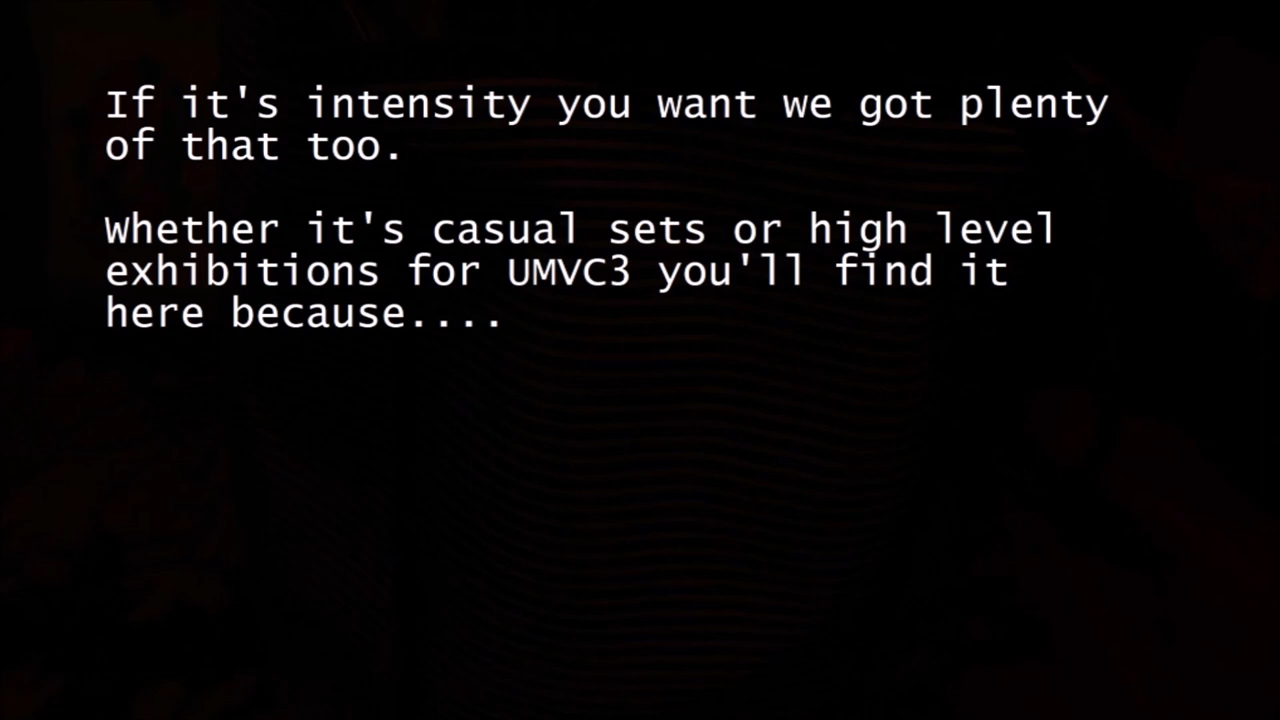 If it's intensity you want we got plenty
of that too.
Whether it's casual sets or high level
exhibitions for UMVC3 you'll find it
here because....